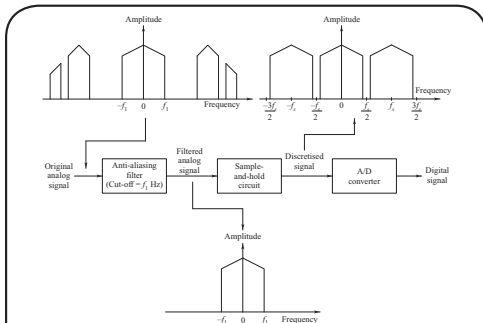 Amplitude
Amplitude
Frequency
−f₁ 0 f₁ Frequency
−3fₛ/2 −fₛ −fₛ/2 0 fₛ/2 fₛ 3fₛ/2
Original
analog
signal
Anti-aliasing
filter
(Cut-off = f₁ Hz)
Filtered
analog
signal
Sample-
and-hold
circuit
Discretised
signal
A/D
converter
Digital
signal
Amplitude
−f₁ 0 f₁ Frequency